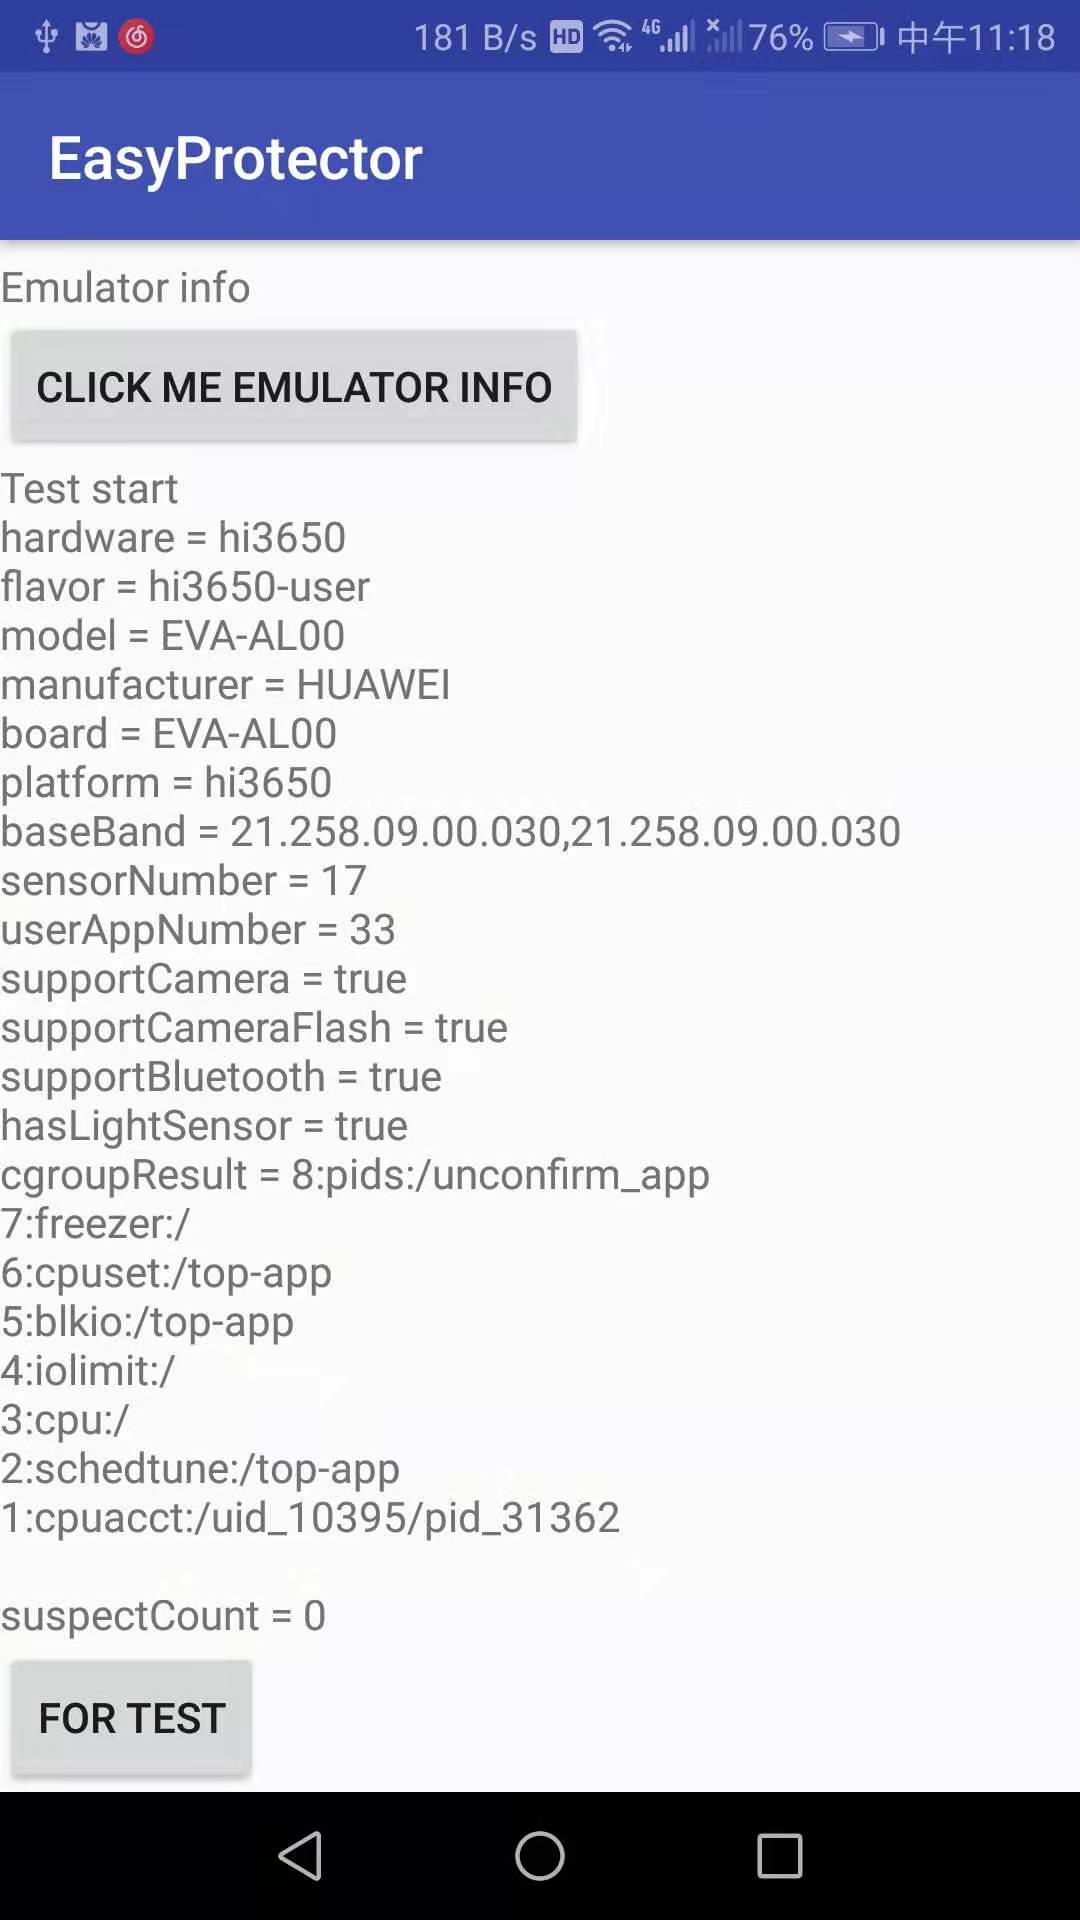 181 B/s HD 4G 76% 中午11:18
EasyProtector
Emulator info
CLICK ME EMULATOR INFO
Test start
hardware = hi3650
flavor = hi3650-user
model = EVA-AL00
manufacturer = HUAWEI
board = EVA-AL00
platform = hi3650
baseBand = 21.258.09.00.030,21.258.09.00.030
sensorNumber = 17
userAppNumber = 33
supportCamera = true
supportCameraFlash = true
supportBluetooth = true
hasLightSensor = true
cgroupResult = 8:pids:/unconfirm_app
7:freezer:/
6:cpuset:/top-app
5:blkio:/top-app
4:iolimit:/
3:cpu:/
2:schedtune:/top-app
1:cpuacct:/uid_10395/pid_31362
suspectCount = 0
FOR TEST